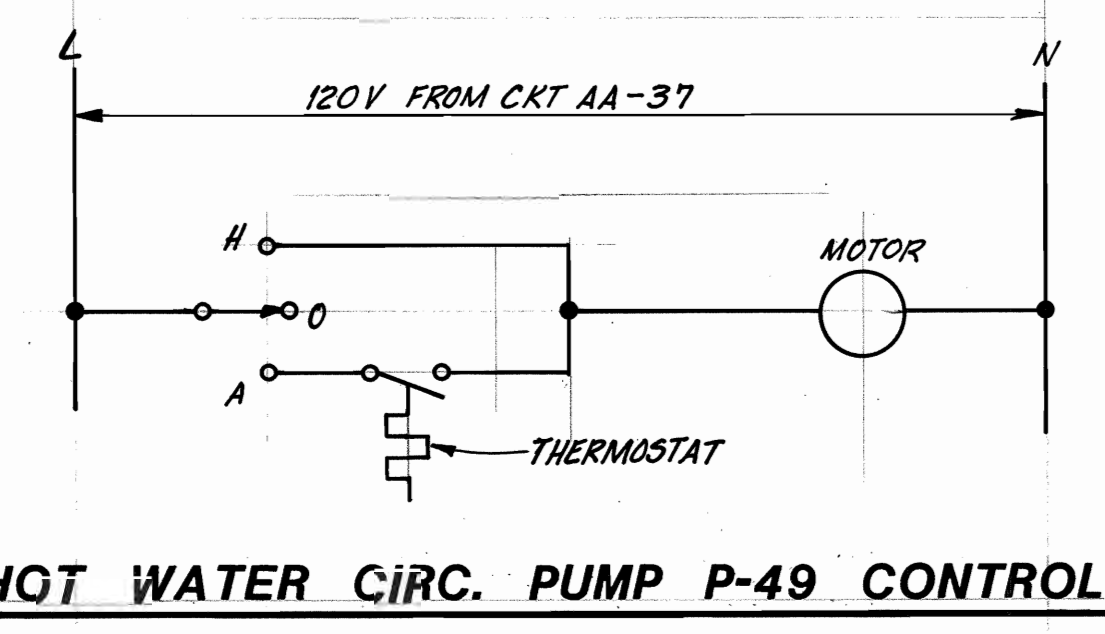 L
N
120V FROM CKT AA-37
H
MOTOR
O
A
THERMOSTAT
HOT WATER CIRC. PUMP P-49 CONTROL